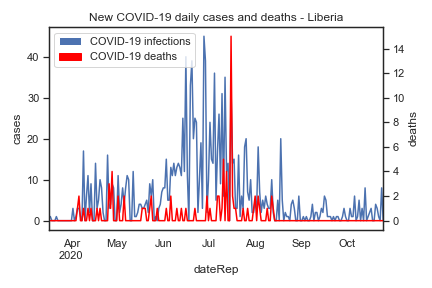 New COVID-19 daily cases and deaths - Liberia
COVID-19 infections
COVID-19 deaths
40
30
20
10
0
cases
14
12
10
8
6
4
2
0
deaths
Apr
2020
May
Jun
Jul
Aug
Sep
Oct
dateRep